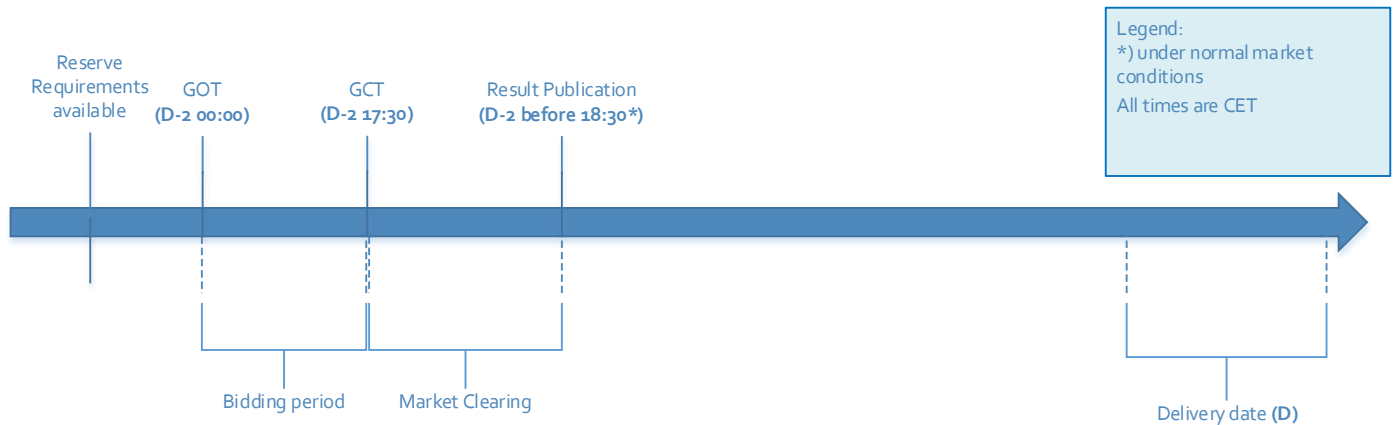 Legend:
*) under normal market
conditions
All times are CET
Reserve
Requirements
available
GOT
(D-2 00:00)
GCT
(D-2 17:30)
Result Publication
(D-2 before 18:30*)
Bidding period
Market Clearing
Delivery date (D)